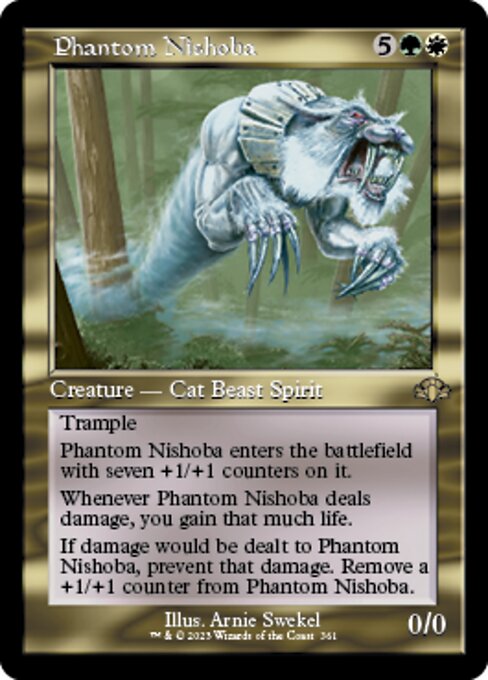 Phantom Nishoba 5
Creature — Cat Beast Spirit
Trample
Phantom Nishoba enters the battlefield
with seven +1/+1 counters on it.
Whenever Phantom Nishoba deals
damage, you gain that much life.
If damage would be dealt to Phantom
Nishoba, prevent that damage. Remove a
+1/+1 counter from Phantom Nishoba.
Illus. Arnie Swekel
™ & © 2023 Wizards of the Coast 361
0/0